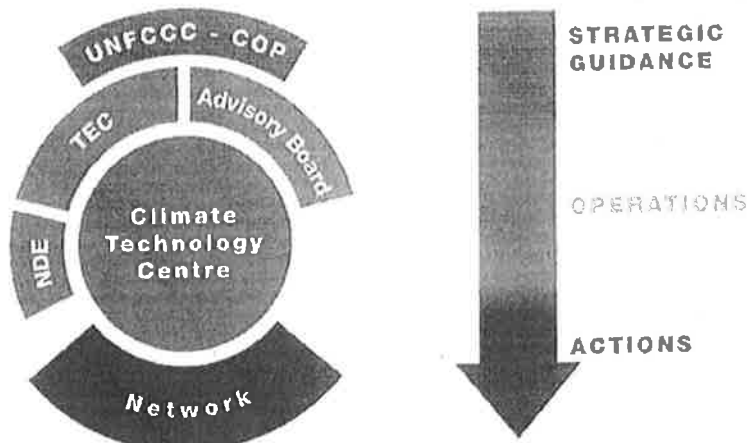 UNFCCC - COP
TEC
Advisory Board
NDE
Climate
Technology
Centre
Network
STRATEGIC
GUIDANCE
OPERATIONS
ACTIONS